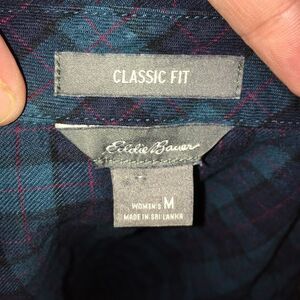 CLASSIC FIT
Eddie Bauer
WOMEN'S M
MADE IN SRI LANKA